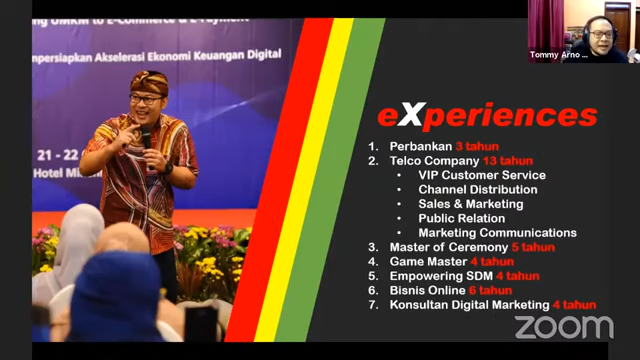 ng UMKM to E-Commerce & E-Payment
npersiapkan Akselerasi Ekonomi Keuangan Digital
21 - 22
Hotel Mi
Tommy Arno ...
eXperiences
1. Perbankan 3 tahun
2. Telco Company 13 tahun
• VIP Customer Service
• Channel Distribution
• Sales & Marketing
• Public Relation
• Marketing Communications
3. Master of Ceremony 5 tahun
4. Game Master 4 tahun
5. Empowering SDM 4 tahun
6. Bisnis Online 6 tahun
7. Konsultan Digital Marketing 4 tahun
zoom